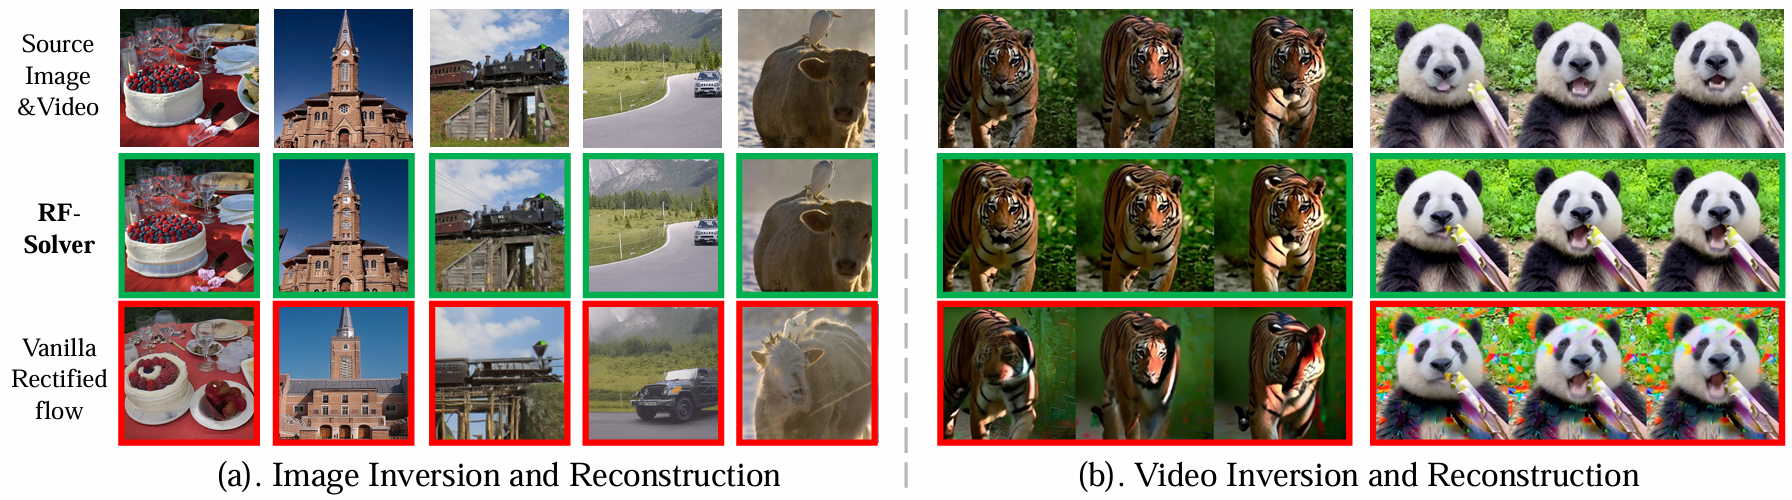 Source
Image
&Video
RF-
Solver
Vanilla
Rectified
flow
(a). Image Inversion and Reconstruction
(b). Video Inversion and Reconstruction